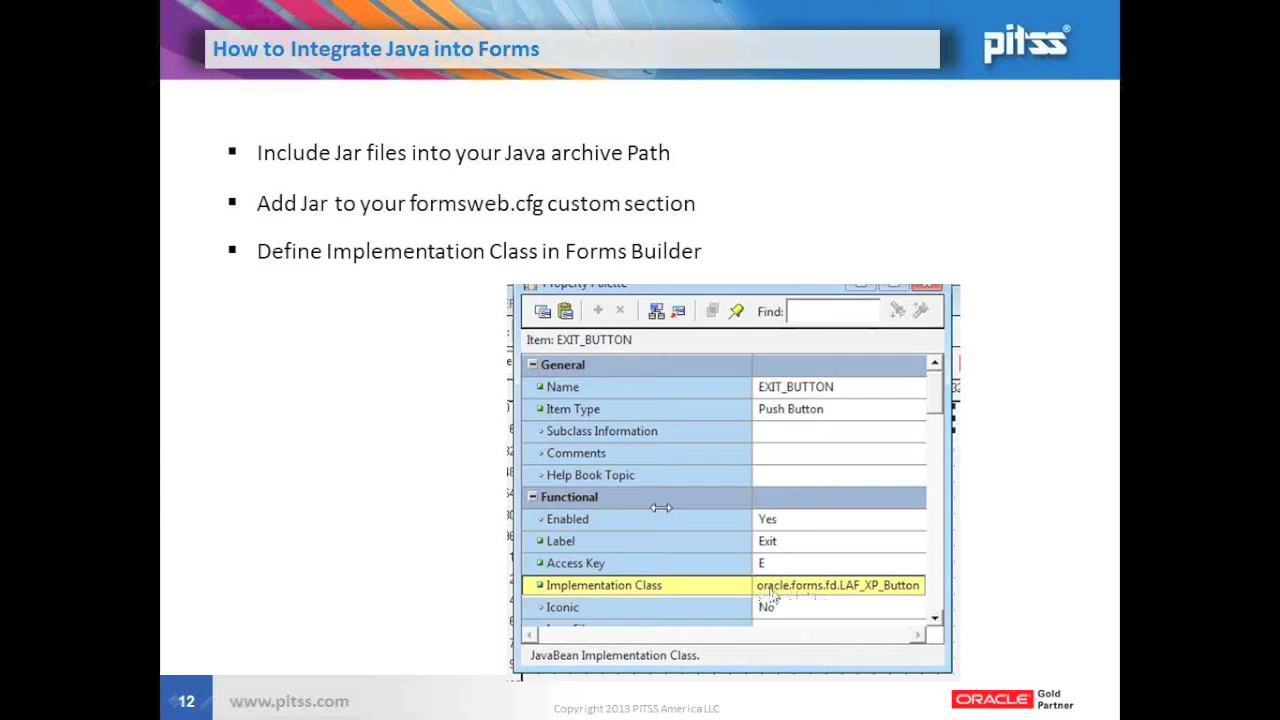 How to Integrate Java into Forms
pitss
Include Jar files into your Java archive Path
Add Jar to your formsweb.cfg custom section
Define Implementation Class in Forms Builder
Property Palette
Find:
Item: EXIT_BUTTON
General
Name EXIT_BUTTON
Item Type Push Button
Subclass Information
Comments
Help Book Topic
Functional
Enabled Yes
Label Exit
Access Key E
Implementation Class oracle.forms.fd.LAF_XP_Button
Iconic No
JavaBean Implementation Class.
12
www.pitss.com
Copyright 2013 PITSS America LLC
ORACLE Gold
Partner